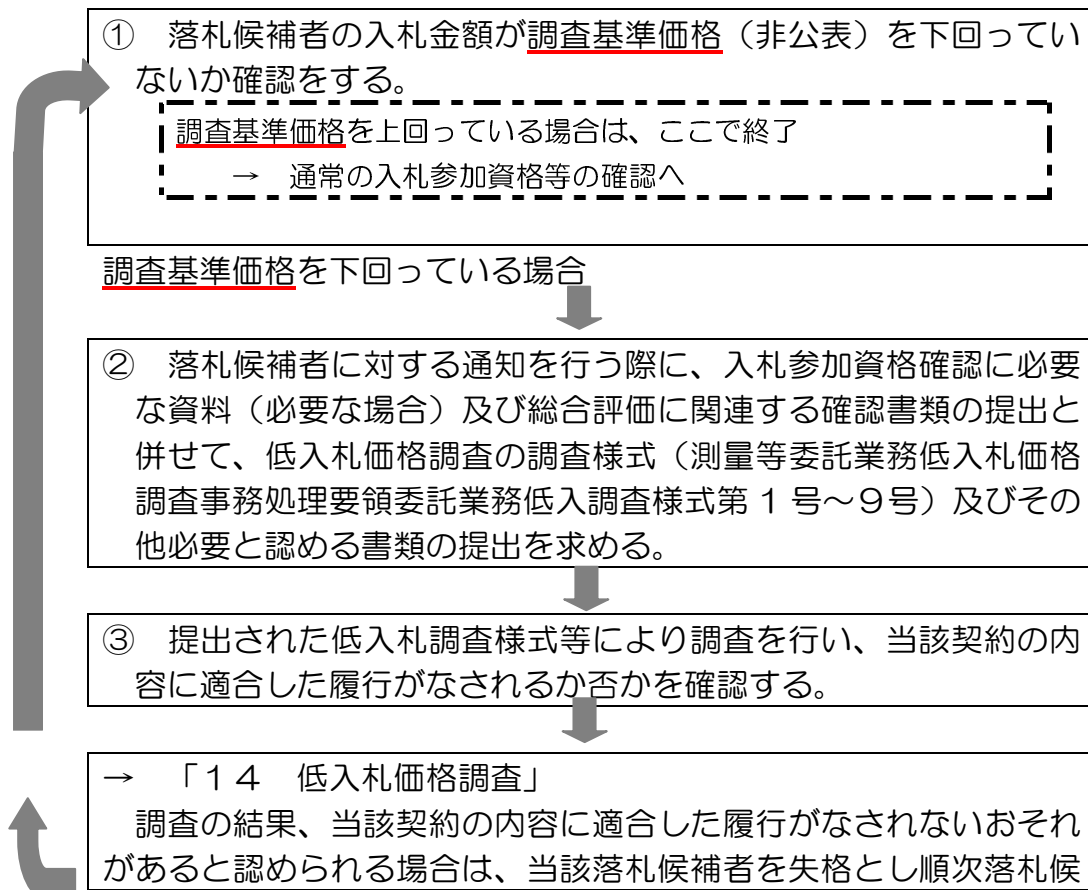 ①　落札候補者の入札金額が調査基準価格（非公表）を下回ってい
ないか確認をする。
調査基準価格を上回っている場合は、ここで終了
→　通常の入札参加資格等の確認へ
調査基準価格を下回っている場合
②　落札候補者に対する通知を行う際に、入札参加資格確認に必要
な資料（必要な場合）及び総合評価に関連する確認書類の提出と
併せて、低入札価格調査の調査様式（測量等委託業務低入札価格
調査事務処理要領委託業務低入調査様式第１号～９号）及びその
他必要と認める書類の提出を求める。
③　提出された低入札調査様式等により調査を行い、当該契約の内
容に適合した履行がなされるか否かを確認する。
→　「１４　低入札価格調査」
調査の結果、当該契約の内容に適合した履行がなされないおそれ
があると認められる場合は、当該落札候補者を失格とし順次落札候